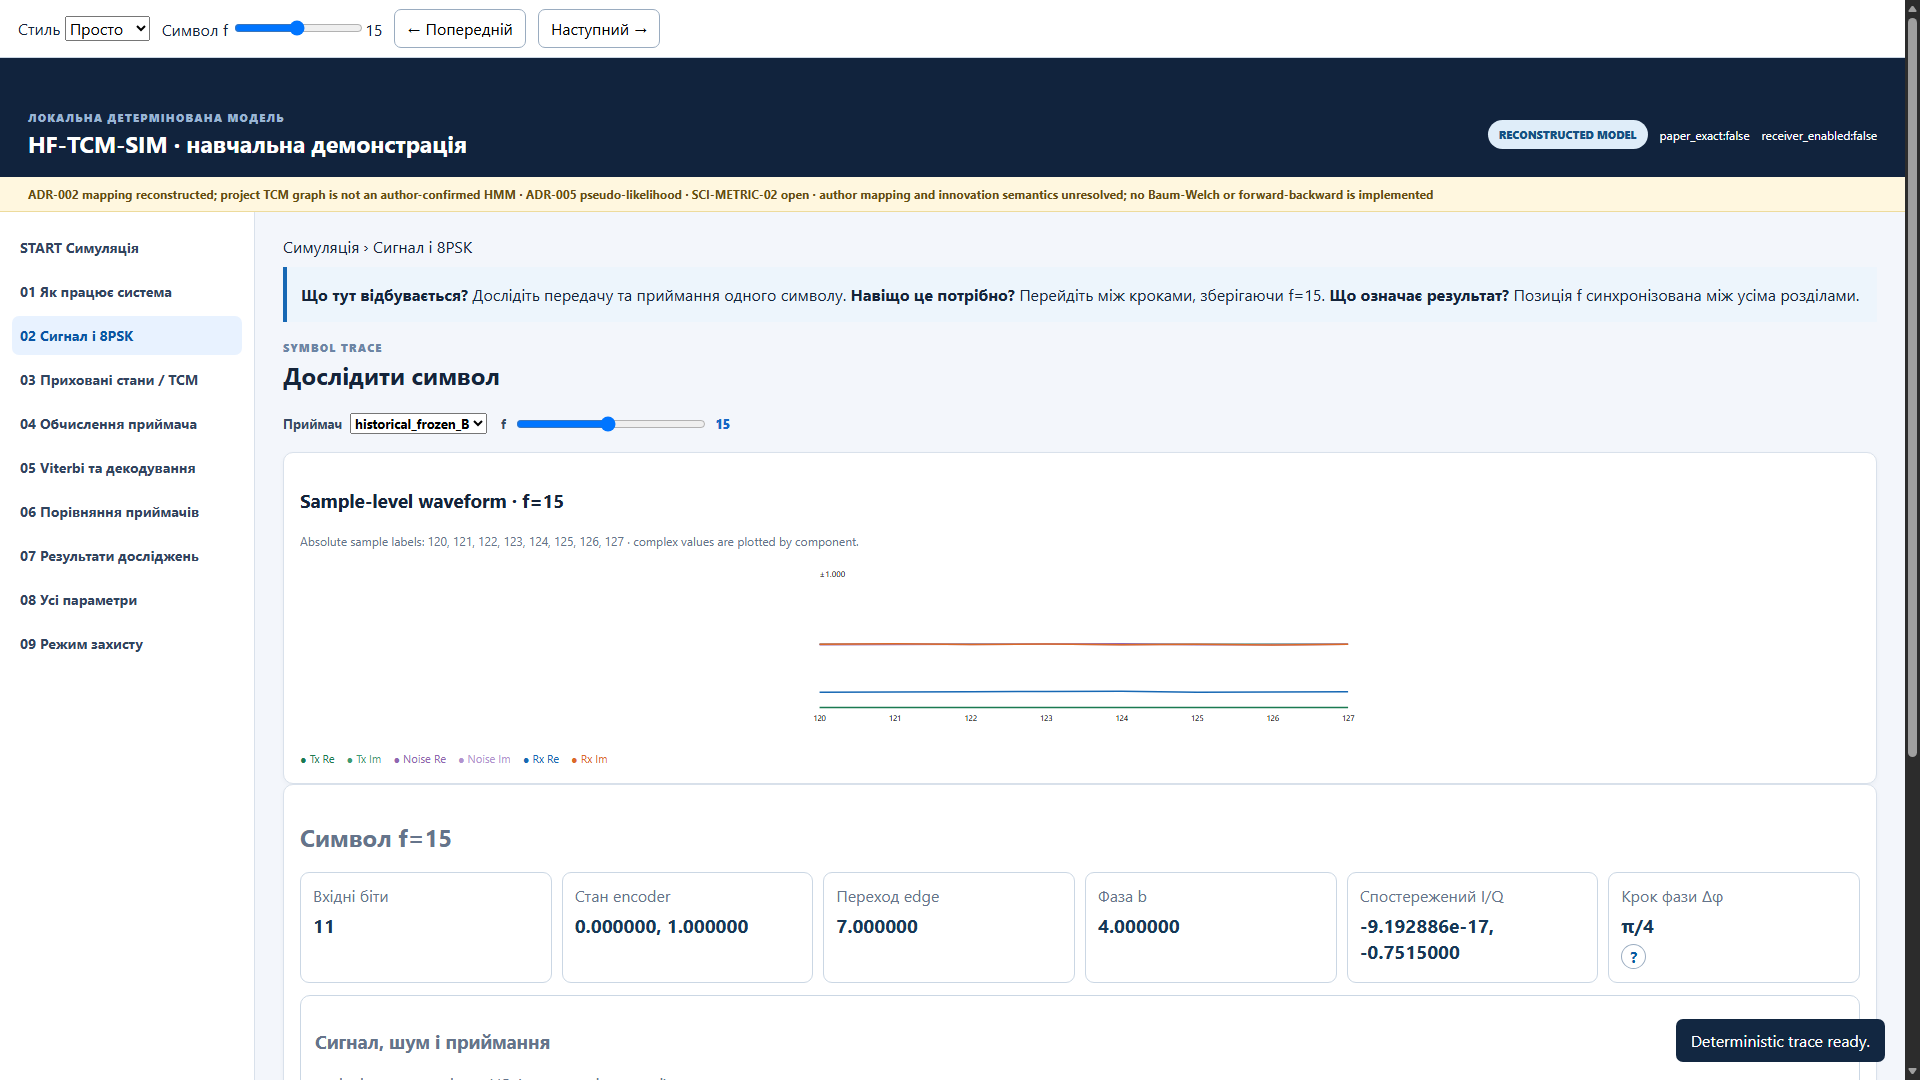 Стиль Просто Символ f 15 ← Попередній Наступний →
ЛОКАЛЬНА ДЕТЕРМІНОВАНА МОДЕЛЬ
HF-TCM-SIM · навчальна демонстрація
RECONSTRUCTED MODEL paper_exact:false receiver_enabled:false
ADR-002 mapping reconstructed; project TCM graph is not an author-confirmed HMM · ADR-005 pseudo-likelihood · SCI-METRIC-02 open · author mapping and innovation semantics unresolved; no Baum-Welch or forward-backward is implemented
START Симуляція
01 Як працює система
02 Сигнал і 8PSK
03 Приховані стани / TCM
04 Обчислення приймача
05 Viterbi та декодування
06 Порівняння приймачів
07 Результати досліджень
08 Усі параметри
09 Режим захисту
Симуляція › Сигнал і 8PSK
Що тут відбувається? Дослідіть передачу та приймання одного символу. Навіщо це потрібно? Перейдіть між кроками, зберігаючи f=15. Що означає результат? Позиція f синхронізована між усіма розділами.
SYMBOL TRACE
Дослідити символ
Приймач historical_frozen_B f 15
Sample-level waveform · f=15
Absolute sample labels: 120, 121, 122, 123, 124, 125, 126, 127 · complex values are plotted by component.
±1.000
120 121 122 123 124 125 126 127
● Tx Re ● Tx Im ● Noise Re ● Noise Im ● Rx Re ● Rx Im
Символ f=15
Вхідні біти
11
Стан encoder
0.000000, 1.000000
Переход edge
7.000000
Фаза b
4.000000
Спостережений I/Q
-9.192886e-17,
-0.7515000
Крок фази Δφ
π/4
?
Сигнал, шум і приймання
Deterministic trace ready.